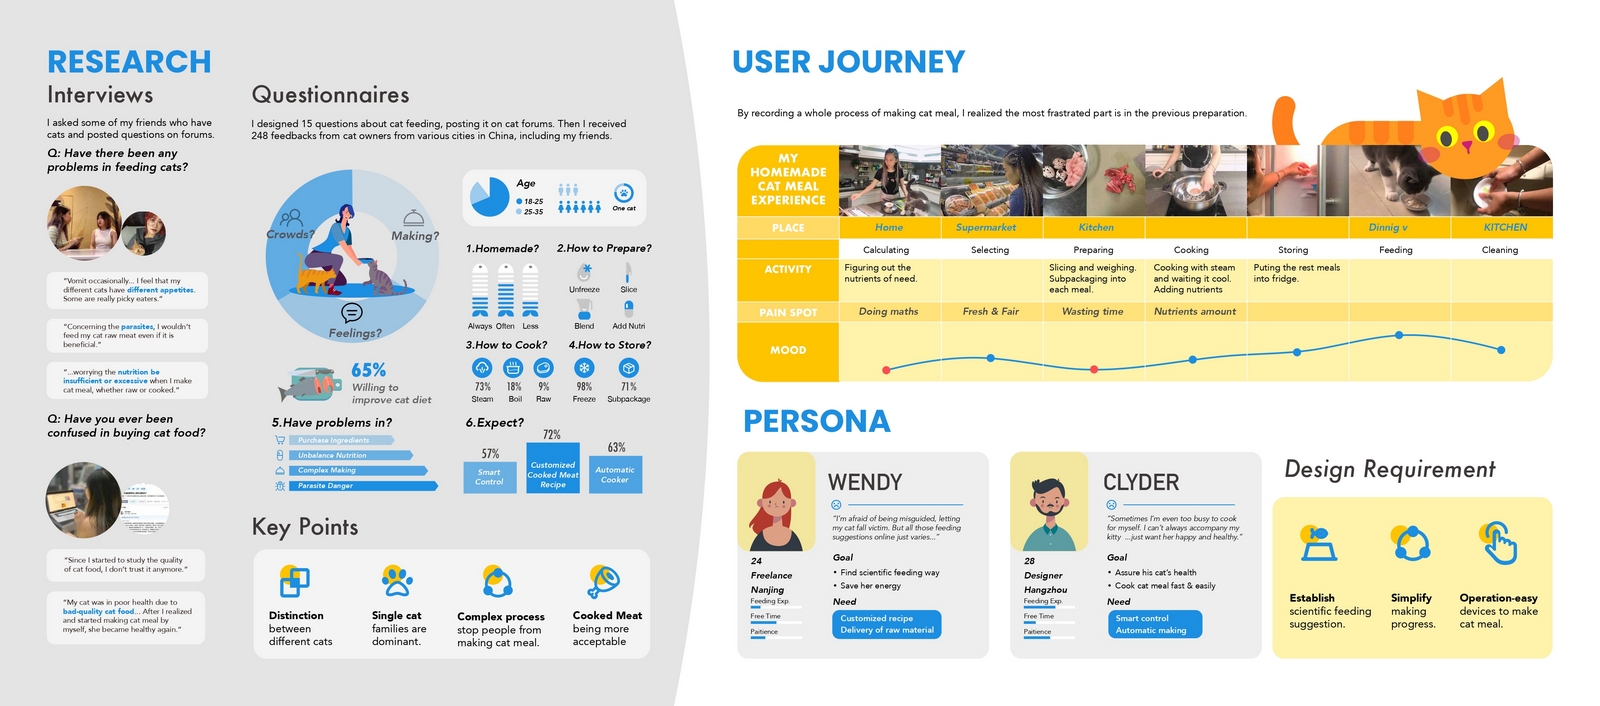 RESEARCH
Interviews
I asked some of my friends who have
cats and posted questions on forums.
Q: Have there been any
problems in feeding cats?
“Vomit occasionally... I feel that my
different cats have different appetites.
Some are really picky eaters.”
“Concerning the parasites, I wouldn’t
feed my cat raw meat even if it is
beneficial.”
“...worrying the nutrition be
insufficient or excessive when I make
cat meal, whether raw or cooked.”
Q: Have you ever been
confused in buying cat food?
“Since I started to study the quality
of cat food, I don’t trust it anymore.”
“My cat was in poor health due to
bad-quality cat food... After I realized
and started making cat meal by
myself, she became healthy again.”
Questionnaires
I designed 15 questions about cat feeding, posting it on cat forums. Then I received
248 feedbacks from cat owners from various cities in China, including my friends.
Crowds?
Making?
Feelings?
65%
Willing to
improve cat diet
Age
18-25
25-35
One cat
1.Homemade?
Always Often Less
2.How to Prepare?
Unfreeze Slice
Blend Add Nutri
3.How to Cook?
73% 18% 9%
Steam Boil Raw
4.How to Store?
98% 71%
Freeze Subpackage
5.Have problems in?
Purchase Ingredients
Unbalance Nutrition
Complex Making
Parasite Danger
6.Expect?
57%
Smart
Control
72%
Customized
Cooked Meat
Recipe
63%
Automatic
Cooker
Key Points
Distinction
between
different cats
Single cat
families are
dominant.
Complex process
stop people from
making cat meal.
Cooked Meat
being more
acceptable
USER JOURNEY
By recording a whole process of making cat meal, I realized the most frastrated part is in the previous preparation.
MY
HOMEMADE
CAT MEAL
EXPERIENCE
PLACE Home Supermarket Kitchen Dinnig v KITCHEN
Calculating Selecting Preparing Cooking Storing Feeding Cleaning
ACTIVITY
Figuring out the
nutrients of need.
Slicing and weighing.
Subpackaging into
each meal.
Cooking with steam
and waiting it cool.
Adding nutrients
Puting the rest meals
into fridge.
PAIN SPOT Doing maths Fresh & Fair Wasting time Nutrients amount
MOOD
PERSONA
WENDY
“I’m afraid of being misguided, letting
my cat fall victim. But all those feeding
suggestions online just varies...”
24
Freelance
Nanjing
Feeding Exp.
Free Time
Paitience
Goal
• Find scientific feeding way
• Save her energy
Need
Customized recipe
Delivery of raw material
CLYDER
“Sometimes I’m even too busy to cook
for myself. I can’t always accompany my
kitty ...just want her happy and healthy.”
28
Designer
Hangzhou
Feeding Exp.
Free Time
Paitience
Goal
• Assure his cat’s health
• Cook cat meal fast & easily
Need
Smart control
Automatic making
Design Requirement
Establish
scientific feeding
suggestion.
Simplify
making
progress.
Operation-easy
devices to make
cat meal.